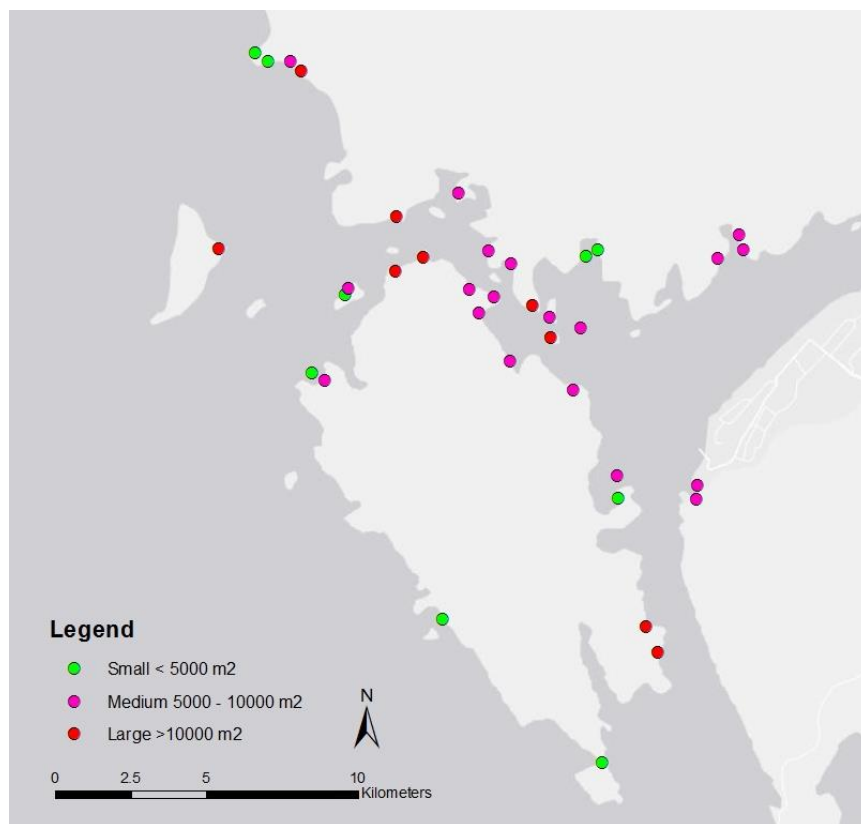 Legend
Small < 5000 m2
Medium 5000 - 10000 m2
Large >10000 m2
N
0 2.5 5 10
Kilometers